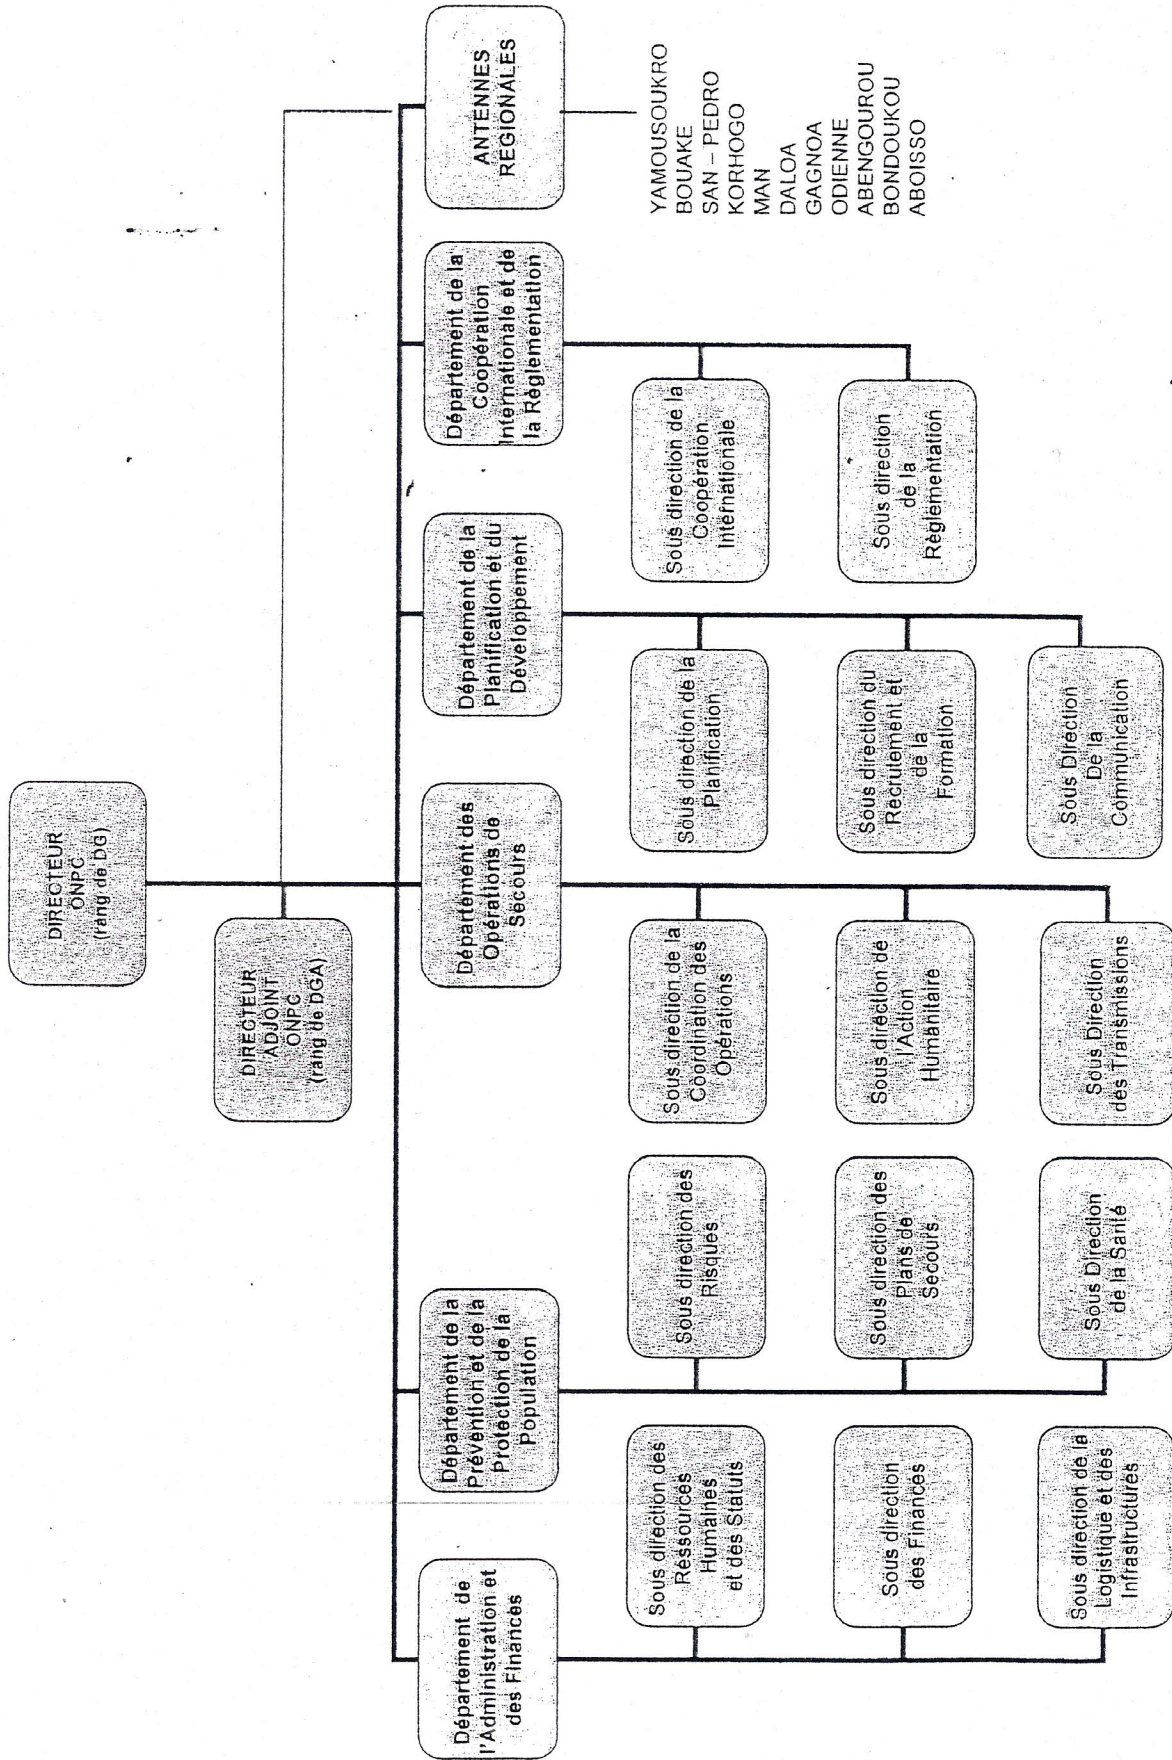 DIRECTEUR
ONPC
(rang de DG)
DIRECTEUR
ADJOINT
ONPC
(rang de DGA)
Département de
l'Administration et
des Finances
Département de la
Prévention et de la
Protection de la
Population
Département des
Opérations de
Secours
Département de la
Planification et du
Développement
Département de la
Coopération
Internationale et de
la Règlementation
ANTENNES
REGIONALES
Sous direction des
Ressources
Humaines
et des Statuts
Sous direction
des Finances
Sous direction de la
Logistique et des
Infrastructures
Sous direction des
Risques
Sous direction des
Plans de
Secours
Sous Direction
de la Santé
Sous direction de la
Coordination des
Opérations
Sous direction de
l'Action
Humanitaire
Sous Direction
des Transmissions
Sous direction de la
Planification
Sous direction du
Recrutement et
de la
Formation
Sous Direction
De la
Communication
Sous direction de la
Coopération
Internationale
Sous direction
de la
Règlementation
YAMOUSOUKRO
BOUAKE
SAN – PEDRO
KORHOGO
MAN
DALOA
GAGNOA
ODIENNE
ABENGOUROU
BONDOUKOU
ABOISSO